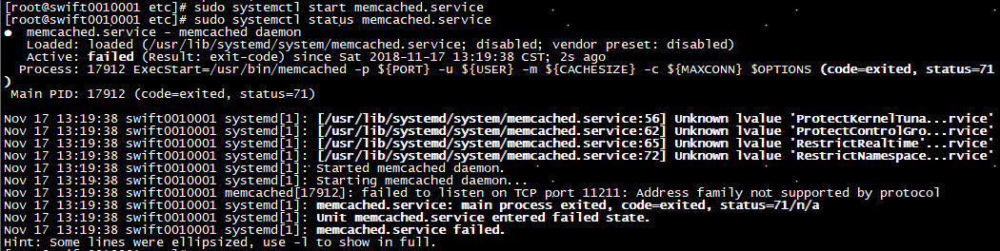 [root@swift0010001 etc]# sudo systemctl start memcached.service
[root@swift0010001 etc]# sudo systemctl status memcached.service
● memcached.service - memcached daemon
   Loaded: loaded (/usr/lib/systemd/system/memcached.service; disabled; vendor preset: disabled)
   Active: failed (Result: exit-code) since Sat 2018-11-17 13:19:38 CST; 2s ago
  Process: 17912 ExecStart=/usr/bin/memcached -p ${PORT} -u ${USER} -m ${CACHESIZE} -c ${MAXCONN} $OPTIONS (code=exited, status=71
)
 Main PID: 17912 (code=exited, status=71)

Nov 17 13:19:38 swift0010001 systemd[1]: [/usr/lib/systemd/system/memcached.service:56] Unknown lvalue 'ProtectKernelTuna...rvice'
Nov 17 13:19:38 swift0010001 systemd[1]: [/usr/lib/systemd/system/memcached.service:62] Unknown lvalue 'ProtectControlGro...rvice'
Nov 17 13:19:38 swift0010001 systemd[1]: [/usr/lib/systemd/system/memcached.service:65] Unknown lvalue 'RestrictRealtime'...rvice'
Nov 17 13:19:38 swift0010001 systemd[1]: [/usr/lib/systemd/system/memcached.service:72] Unknown lvalue 'RestrictNamespace...rvice'
Nov 17 13:19:38 swift0010001 systemd[1]: Started memcached daemon.
Nov 17 13:19:38 swift0010001 systemd[1]: Starting memcached daemon...
Nov 17 13:19:38 swift0010001 memcached[17912]: failed to listen on TCP port 11211: Address family not supported by protocol
Nov 17 13:19:38 swift0010001 systemd[1]: memcached.service: main process exited, code=exited, status=71/n/a
Nov 17 13:19:38 swift0010001 systemd[1]: Unit memcached.service entered failed state.
Nov 17 13:19:38 swift0010001 systemd[1]: memcached.service failed.
Hint: Some lines were ellipsized, use -l to show in full.